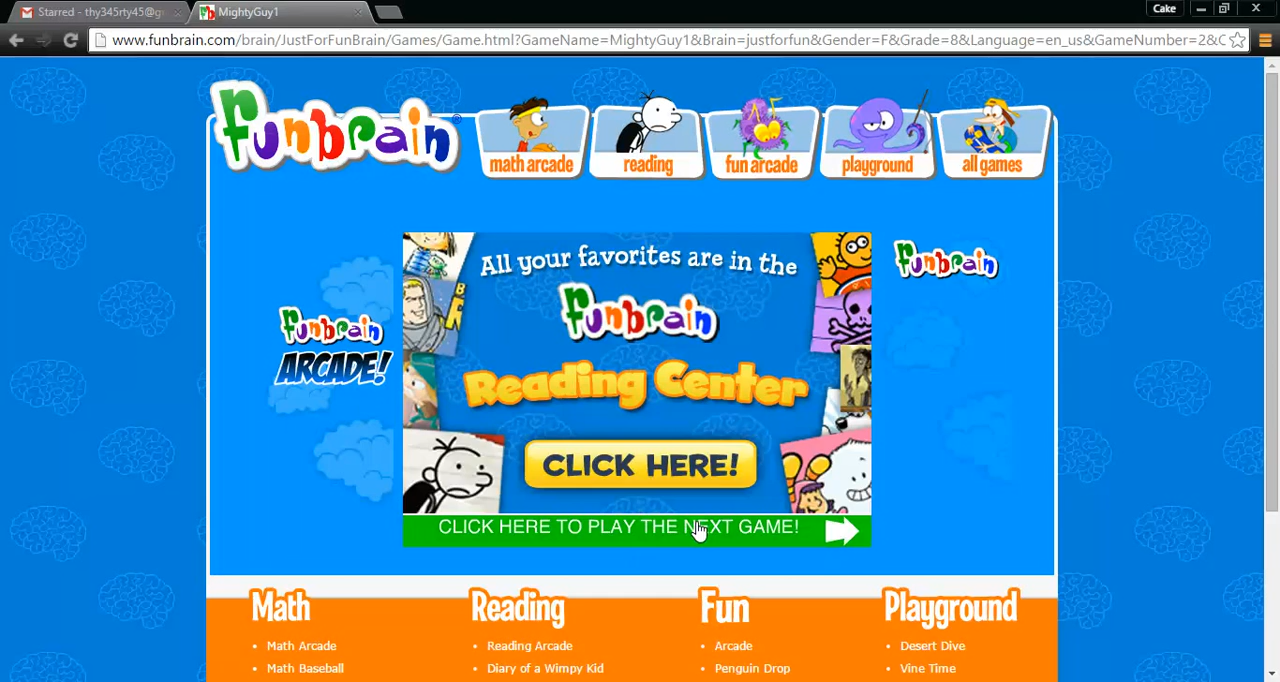 Starred - thy345rty45@g
MightyGuy1
Cake
www.funbrain.com/brain/JustForFunBrain/Games/Game.html?GameName=MightyGuy1&Brain=justforfun&Gender=F&Grade=8&Language=en_us&GameNumber=2&C
funbrain
math arcade
reading
fun arcade
playground
all games
All your favorites are in the
funbrain
Reading Center
CLICK HERE!
CLICK HERE TO PLAY THE NEXT GAME!
funbrain
ARCADE!
funbrain
Math
• Math Arcade
• Math Baseball
Reading
• Reading Arcade
• Diary of a Wimpy Kid
Fun
• Arcade
• Penguin Drop
Playground
• Desert Dive
• Vine Time